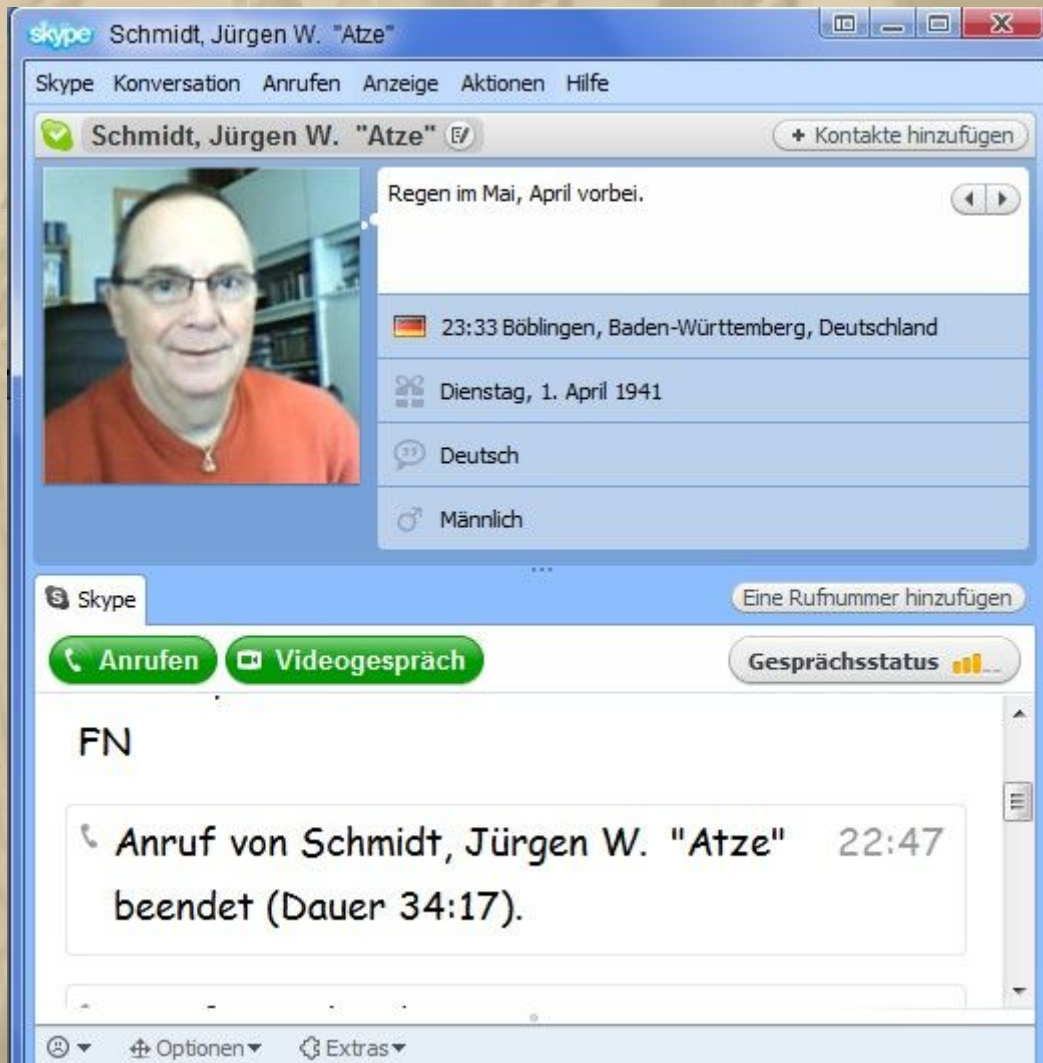 skype Schmidt, Jürgen W. "Atze"
Skype Konversation Anrufen Anzeige Aktionen Hilfe
Schmidt, Jürgen W. "Atze" + Kontakte hinzufügen
Regen im Mai, April vorbei.
23:33 Böblingen, Baden-Württemberg, Deutschland
Dienstag, 1. April 1941
Deutsch
Männlich
Skype Eine Rufnummer hinzufügen
Anrufen Videogespräch Gesprächsstatus
FN
Anruf von Schmidt, Jürgen W. "Atze" 22:47
beendet (Dauer 34:17).
Optionen Extras